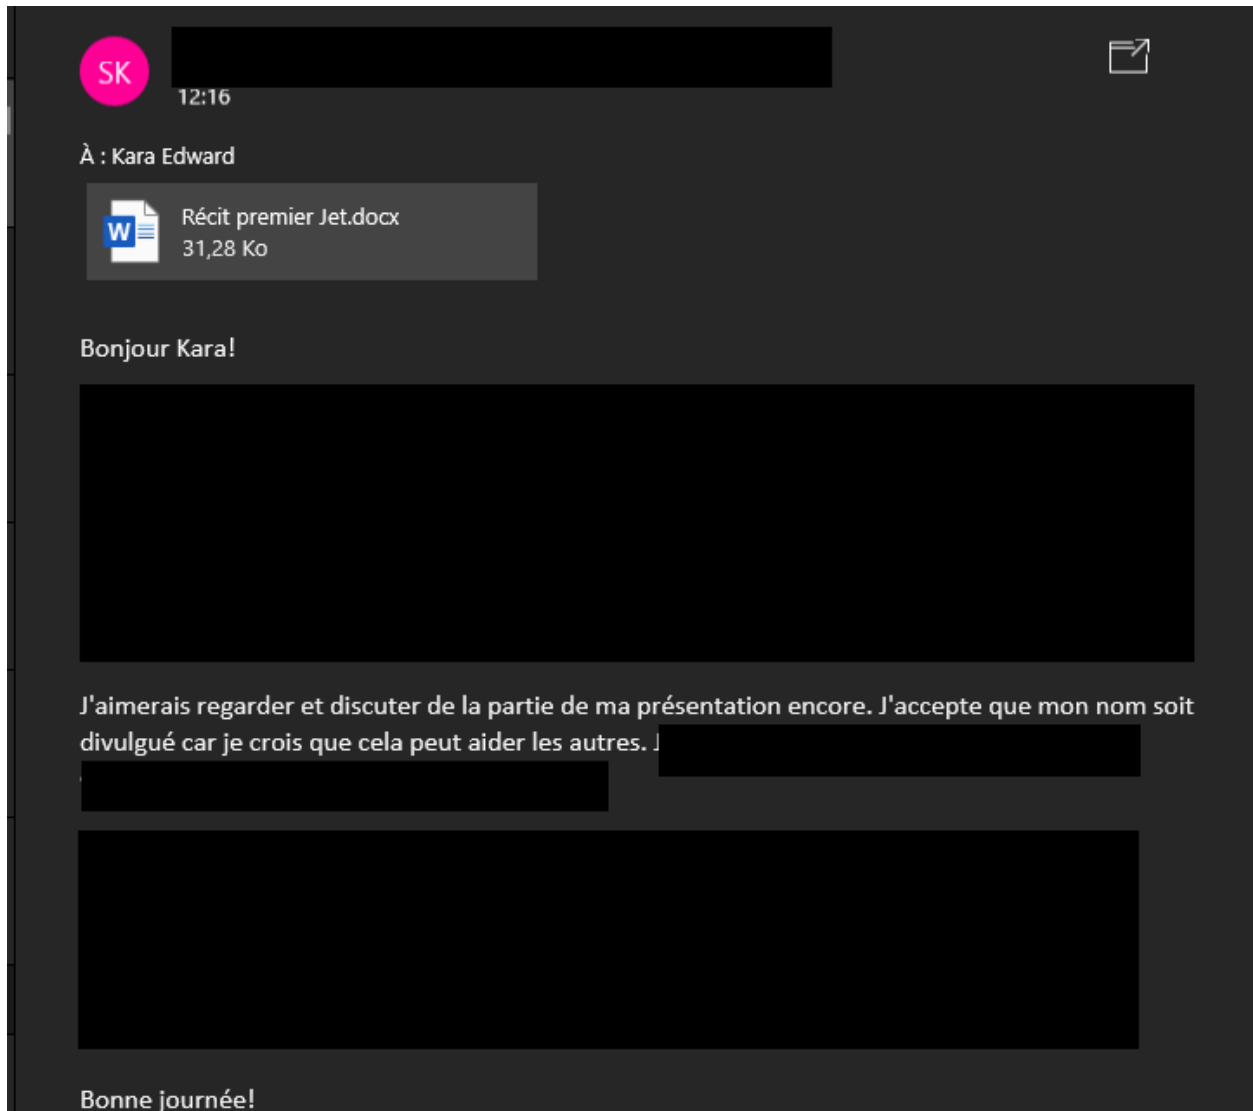 SK
12:16
À : Kara Edward
W
Récit premier Jet.docx
31,28 Ko
Bonjour Kara!
J'aimerais regarder et discuter de la partie de ma présentation encore. J'accepte que mon nom soit
divulgué car je crois que cela peut aider les autres.
Bonne journée!